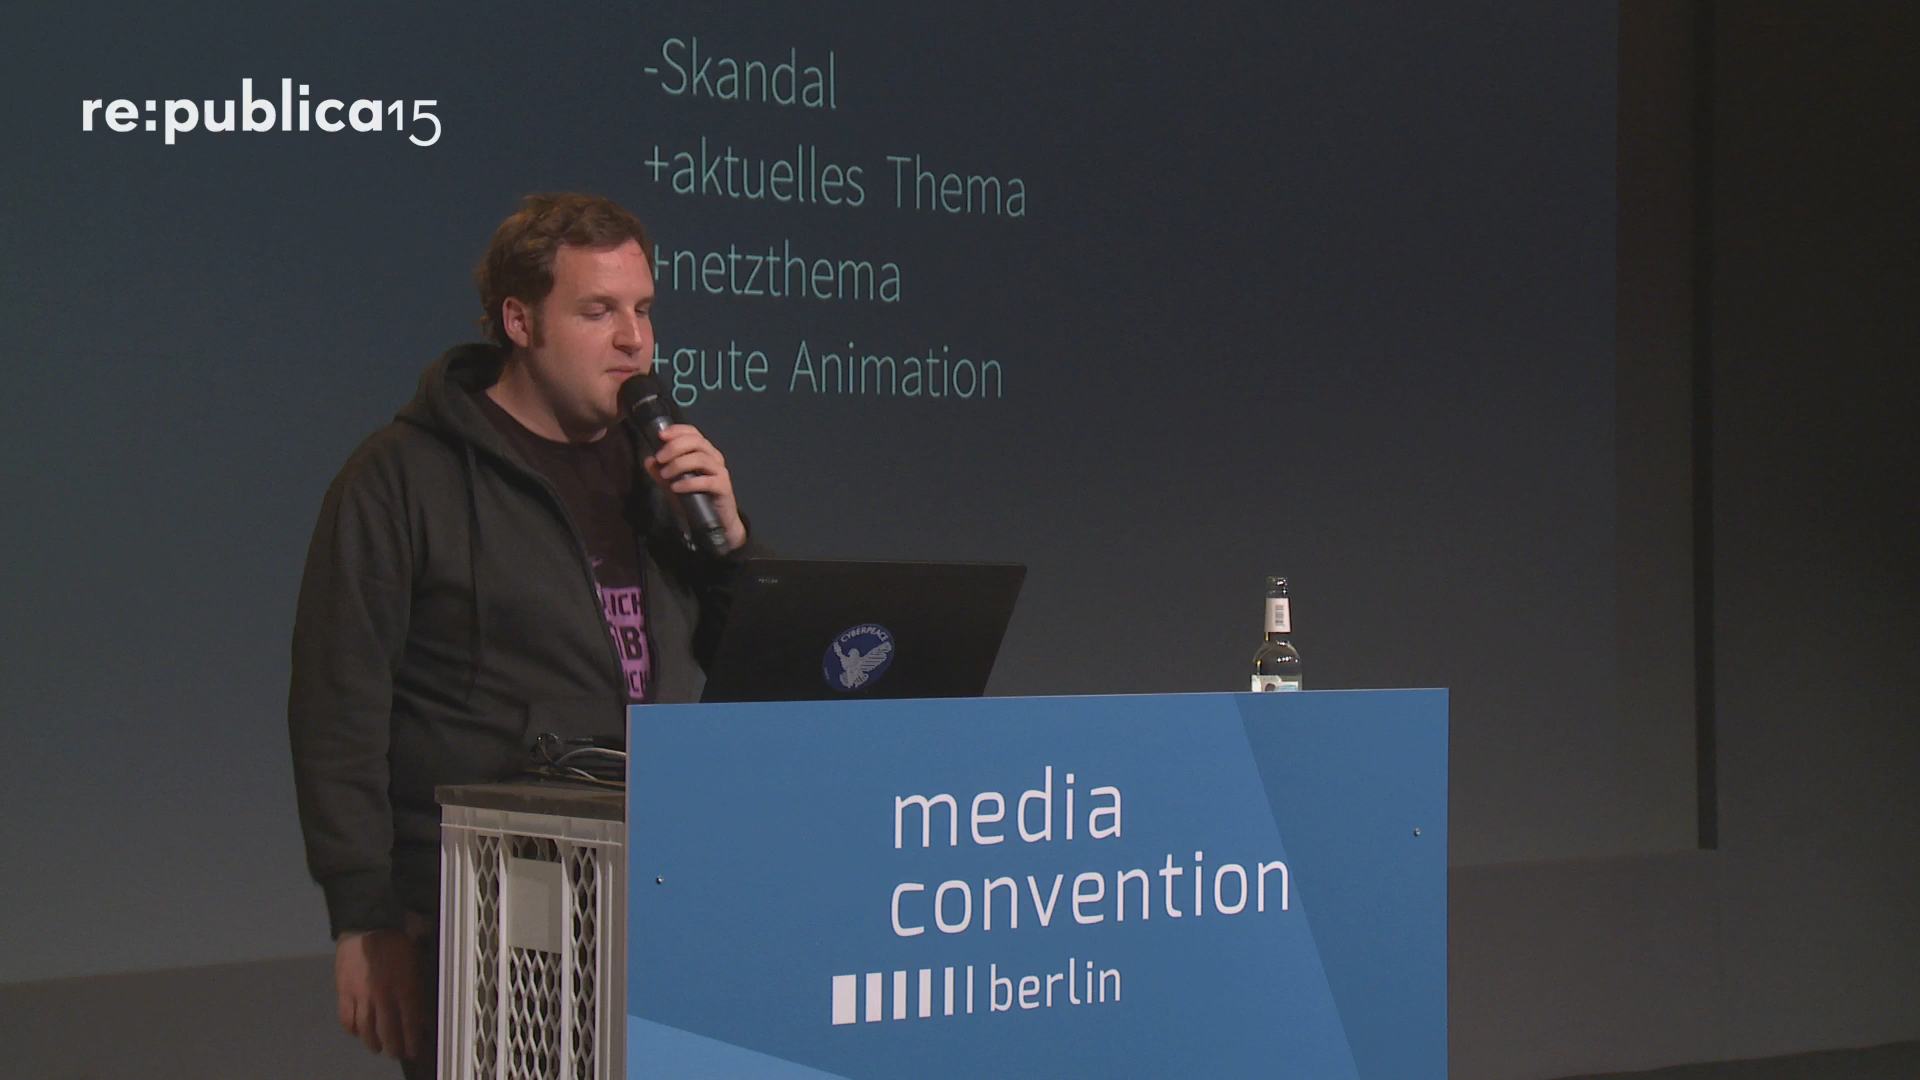 re:publica15
-Skandal
+aktuelles Thema
+netzthema
+gute Animation
CYBERPEACE
media
convention
berlin